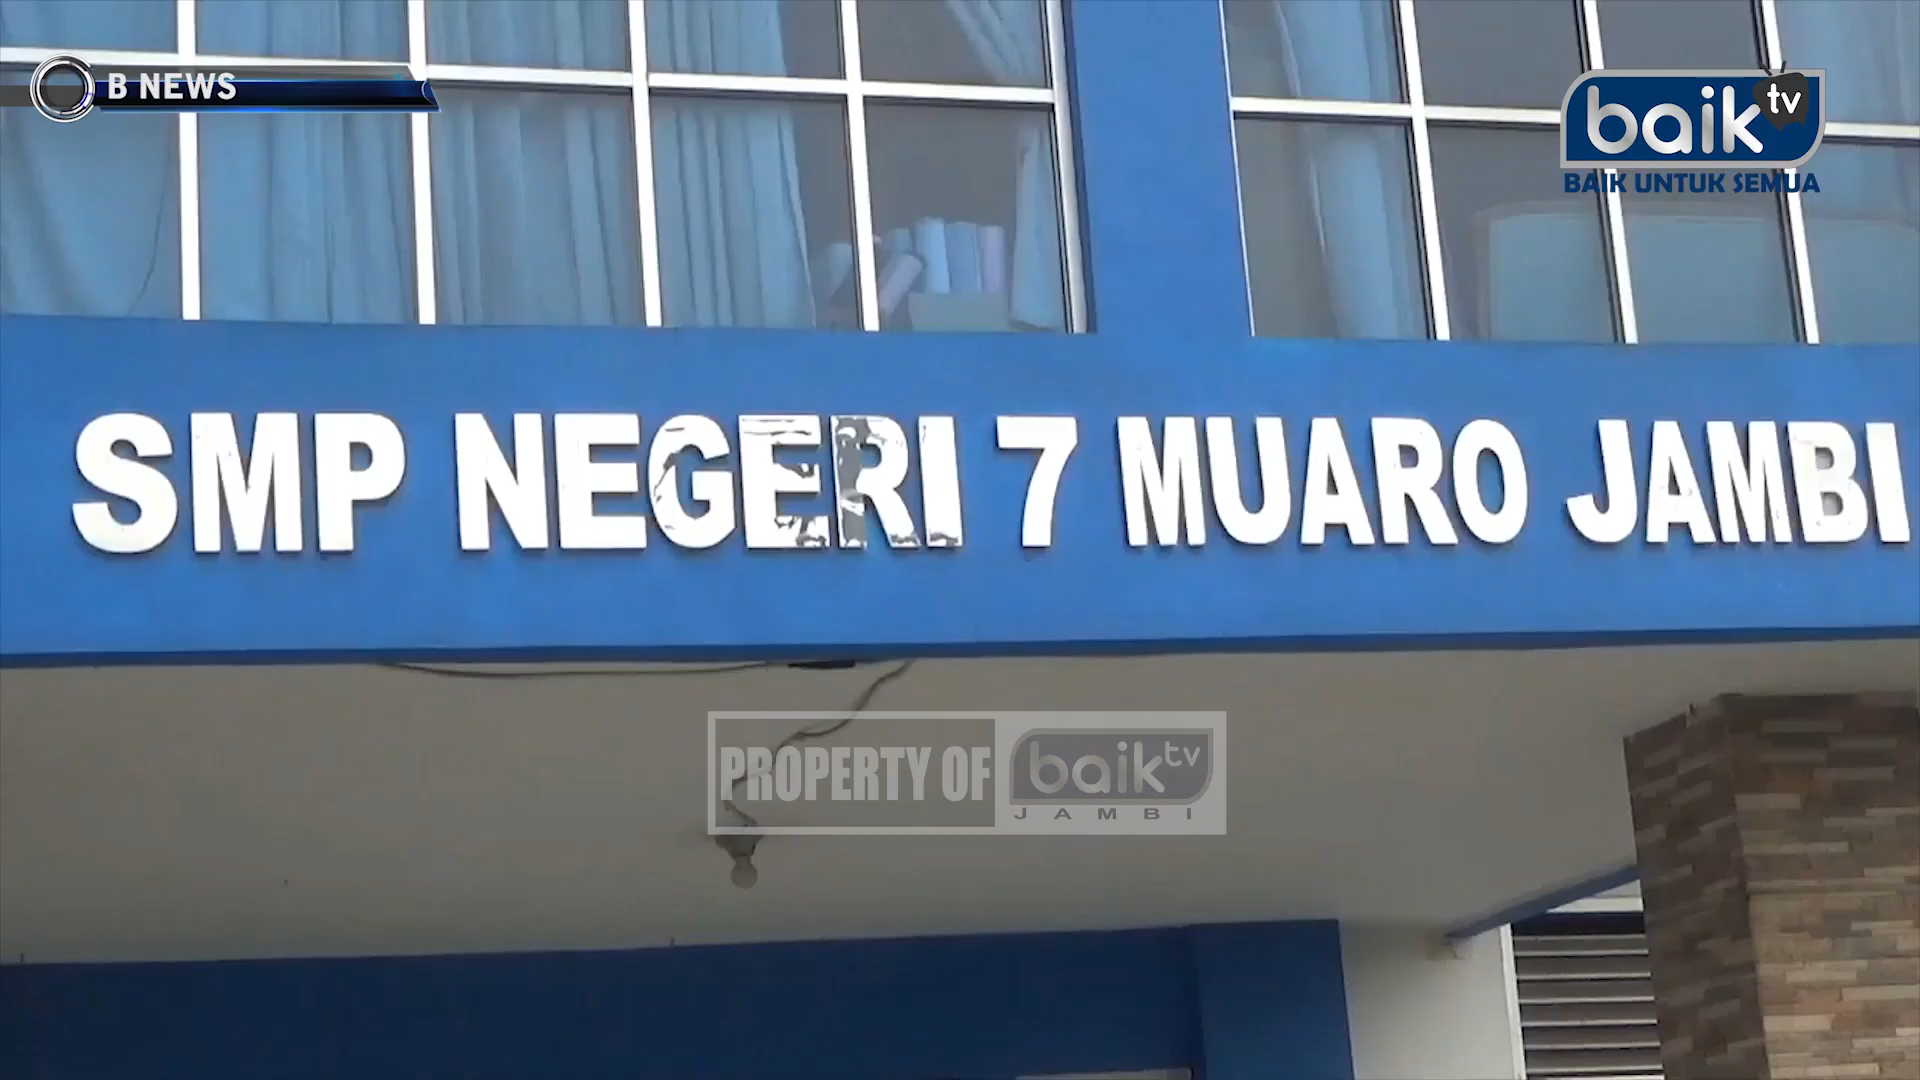 B NEWS
baik tv
BAIK UNTUK SEMUA
SMP NEGERI 7 MUARO JAMBI
PROPERTY OF baik tv
JAMBI